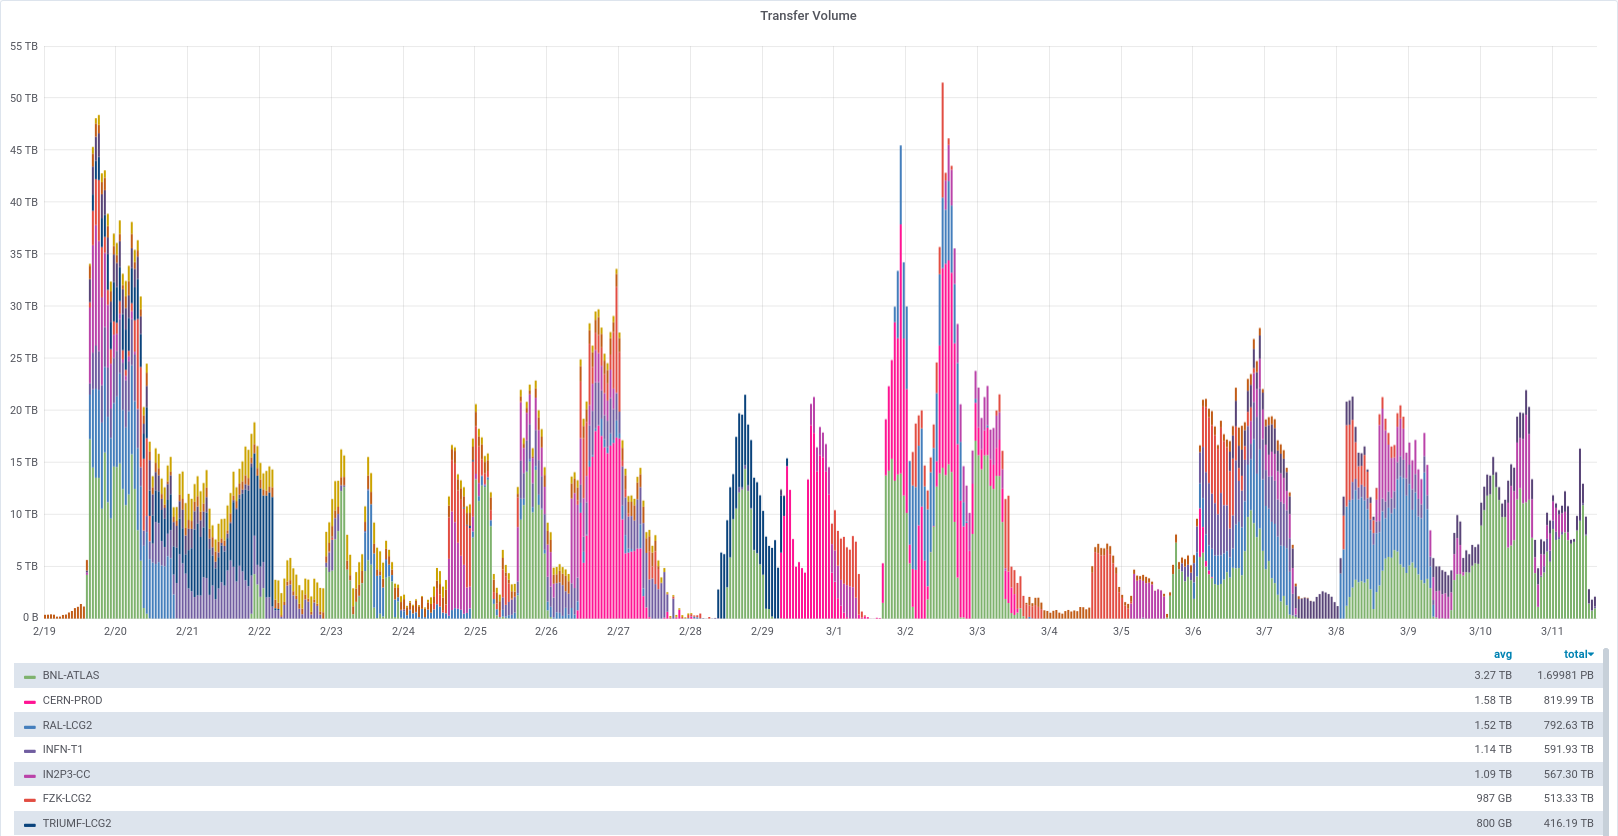 Transfer Volume
55 TB
50 TB
45 TB
40 TB
35 TB
30 TB
25 TB
20 TB
15 TB
10 TB
5 TB
0 B
2/19 2/20 2/21 2/22 2/23 2/24 2/25 2/26 2/27 2/28 2/29 3/1 3/2 3/3 3/4 3/5 3/6 3/7 3/8 3/9 3/10 3/11
avg total
BNL-ATLAS 3.27 TB 1.69981 PB
CERN-PROD 1.58 TB 819.99 TB
RAL-LCG2 1.52 TB 792.63 TB
INFN-T1 1.14 TB 591.93 TB
IN2P3-CC 1.09 TB 567.30 TB
FZK-LCG2 987 GB 513.33 TB
TRIUMF-LCG2 800 GB 416.19 TB